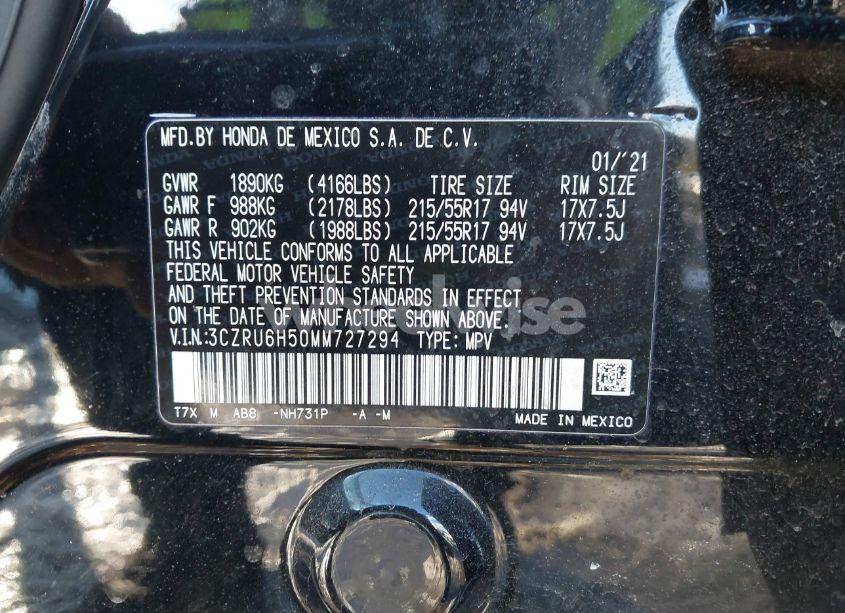 MFD.BY HONDA DE MEXICO S.A. DE C.V.
01/'21
GVWR 1890KG (4166LBS) TIRE SIZE RIM SIZE
GAWR F 988KG (2178LBS) 215/55R17 94V 17X7.5J
GAWR R 902KG (1988LBS) 215/55R17 94V 17X7.5J
THIS VEHICLE CONFORMS TO ALL APPLICABLE
FEDERAL MOTOR VEHICLE SAFETY
AND THEFT PREVENTION STANDARDS IN EFFECT
ON THE DATE OF MANUFACTURE SHOWN ABOVE.
V.I.N:3CZRU6H50MM727294 TYPE: MPV
T7X M AB8 -NH731P -A -M MADE IN MEXICO